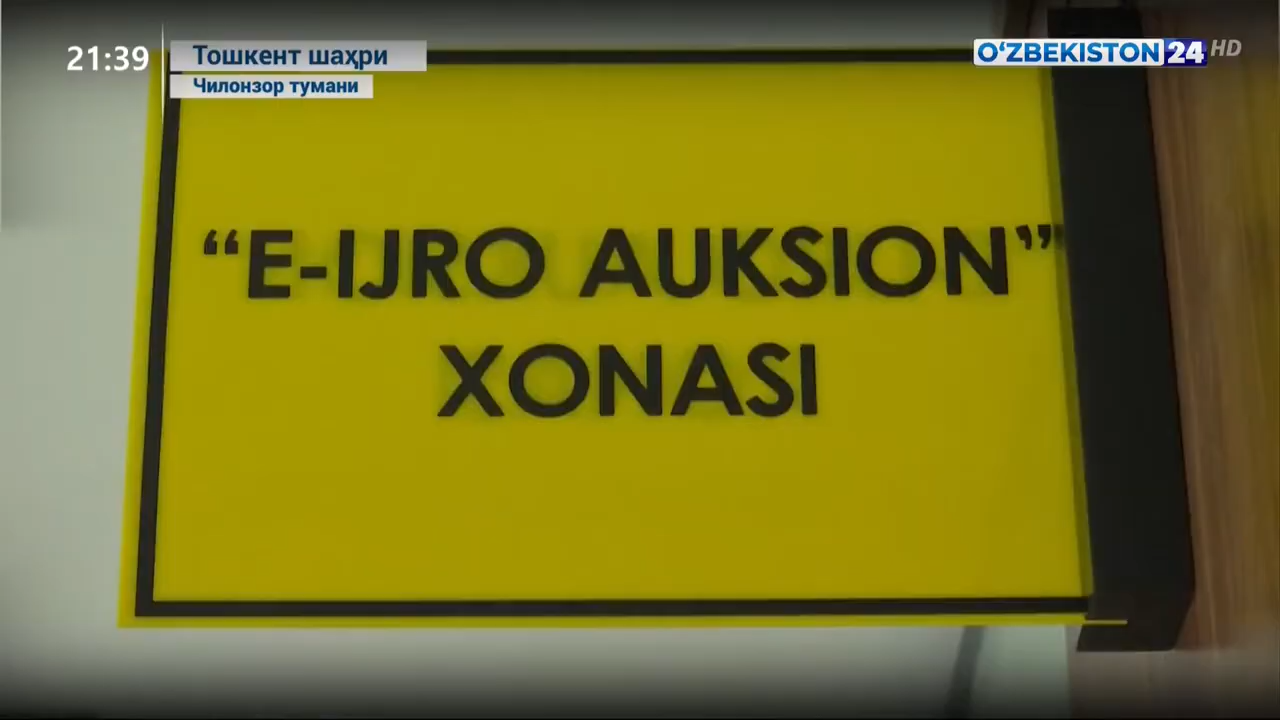 21:39
Тошкент шаҳри
Чилонзор тумани
O‘ZBEKISTON 24 HD
“E-IJRO AUKSION”
XONASI